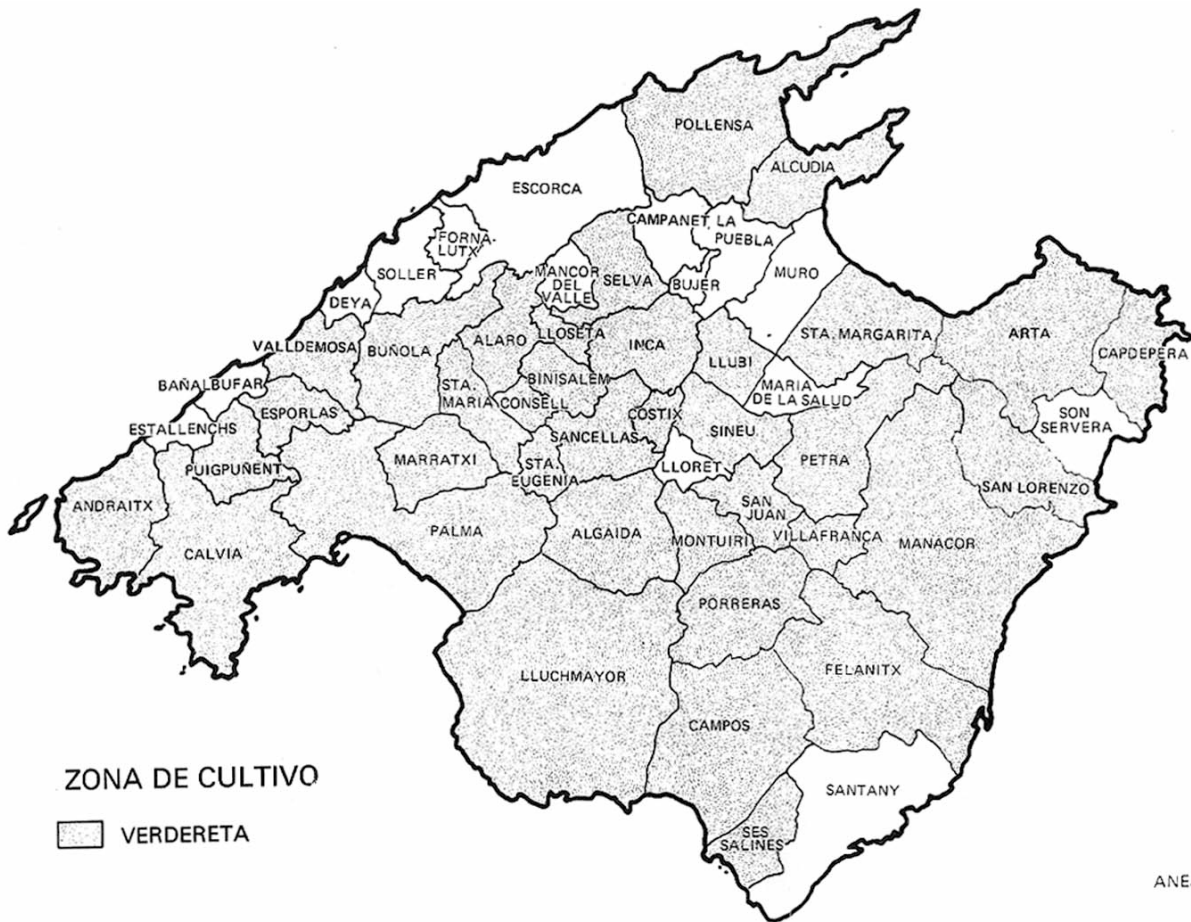 POLLENSA
ALCUDIA
ESCORCA
CAMPANET
LA
PUEBLA
FORNA-
LUTX
SOLLER
MANCOR
DEL
VALLE
SELVA
BUJER
MURO
DEYA
LLOSETA
STA. MARGARITA
ARTA
VALLDEMOSA
BUÑOLA
ALARO
INCA
LLUBI
CAPDEPERA
BAÑALBUFAR
BINISALEM
MARIA
DE LA SALUD
STA.
MARIA
CONSELL
ESPORLAS
COSTIX
SON
SERVERA
ESTALLENCHS
SANCELLAS
SINEU
PUIGPUÑENT
MARRATXI
STA.
EUGENIA
LLORET
PETRA
SAN LORENZO
ANDRAITX
SAN
JUAN
PALMA
ALGAIDA
MONTUIRI
VILLAFRANCA
MANACOR
CALVIA
PORRERAS
LLUCHMAYOR
FELANITX
CAMPOS
SANTANY
SES
SALINES
ZONA DE CULTIVO
VERDERETA
ANE